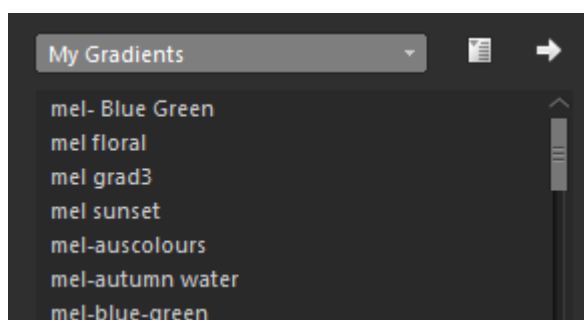 My Gradients
mel- Blue Green
mel floral
mel grad3
mel sunset
mel-auscolours
mel-autumn water
mel-blue-green